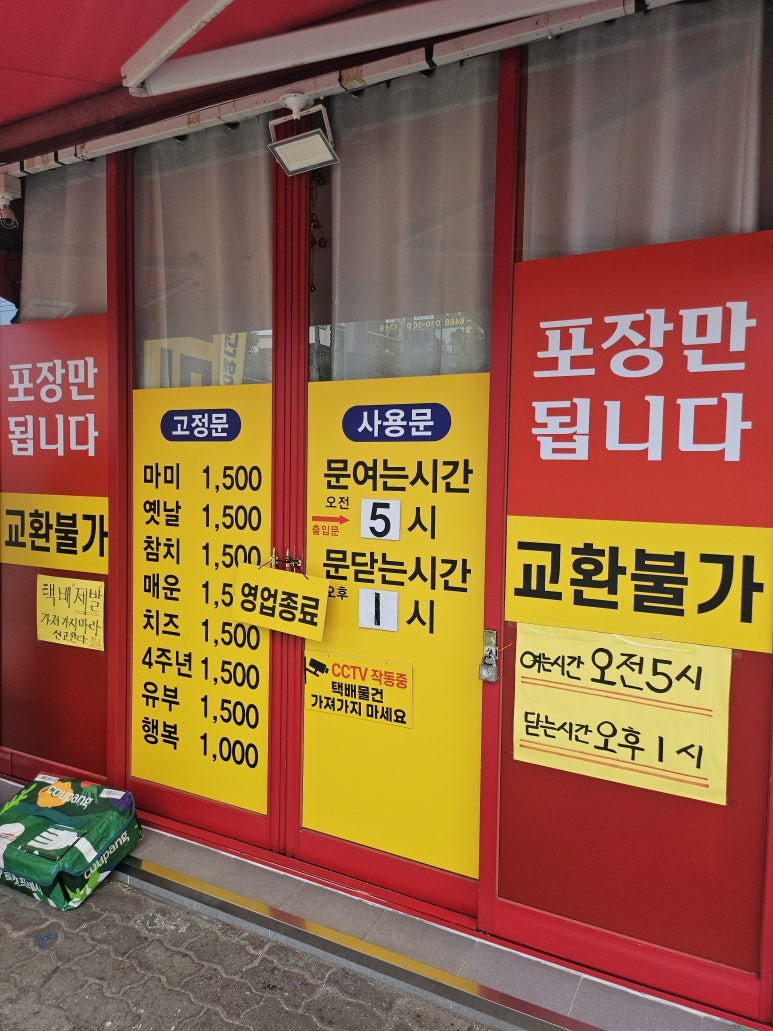 포장만
됩니다
교환불가
택배 제발
가져가지마라
신고한다
고정문
마미 1,500
옛날 1,500
참치 1,500
매운 1,5
치즈 1,500
4주년 1,500
유부 1,500
행복 1,000
영업종료
사용문
문여는시간
오전
출입문
5 시
문닫는시간
오후
1 시
CCTV 작동중
택배물건
가져가지 마세요
포장만
됩니다
교환불가
여는시간 오전 5시
닫는시간 오후 1시
coupang
coupang